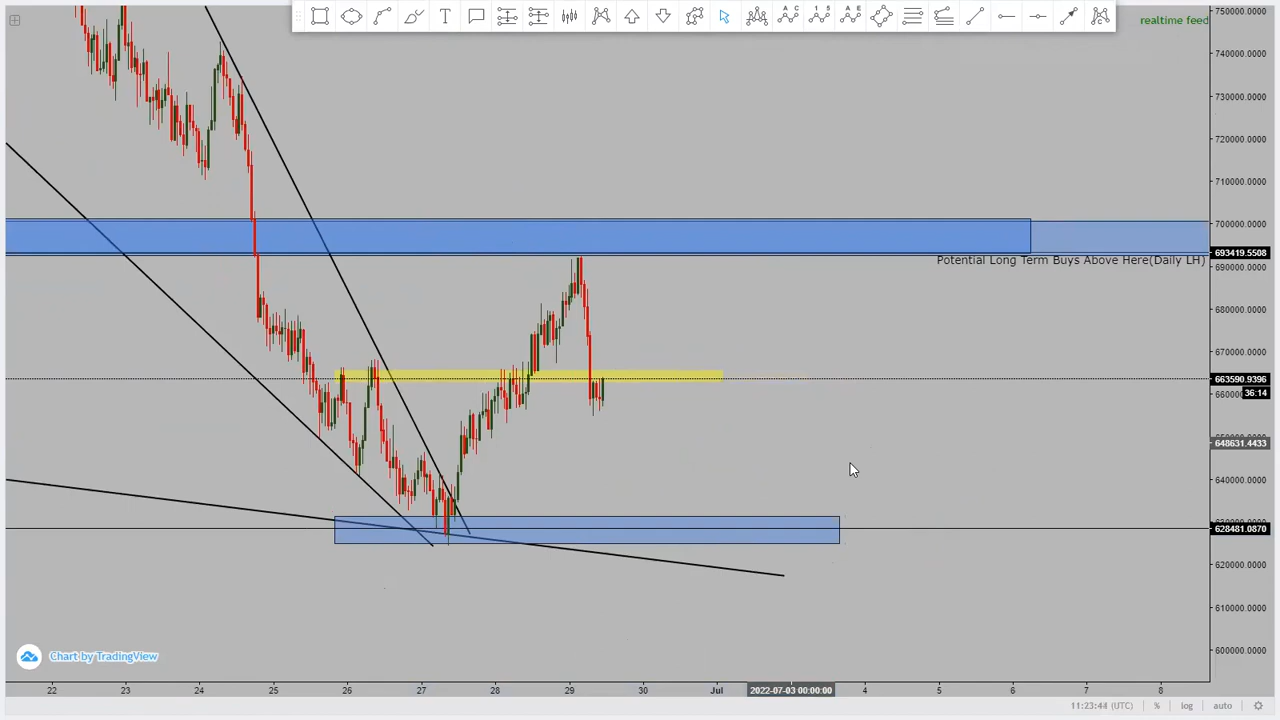 T
A C
1 5
A E
realtime feed
750000.0000
740000.0000
730000.0000
720000.0000
710000.0000
700000.0000
693419.5508
Potential Long Term Buys Above Here(Daily LH)
690000.0000
680000.0000
670000.0000
663590.9396
36:14
648631.4433
640000.0000
628481.0870
620000.0000
610000.0000
600000.0000
Chart by TradingView
22 23 24 25 26 27 28 29 30 Jul 2022-07-03 00:00:00 4 5 6 7 8
11:23:44 (UTC) % log auto